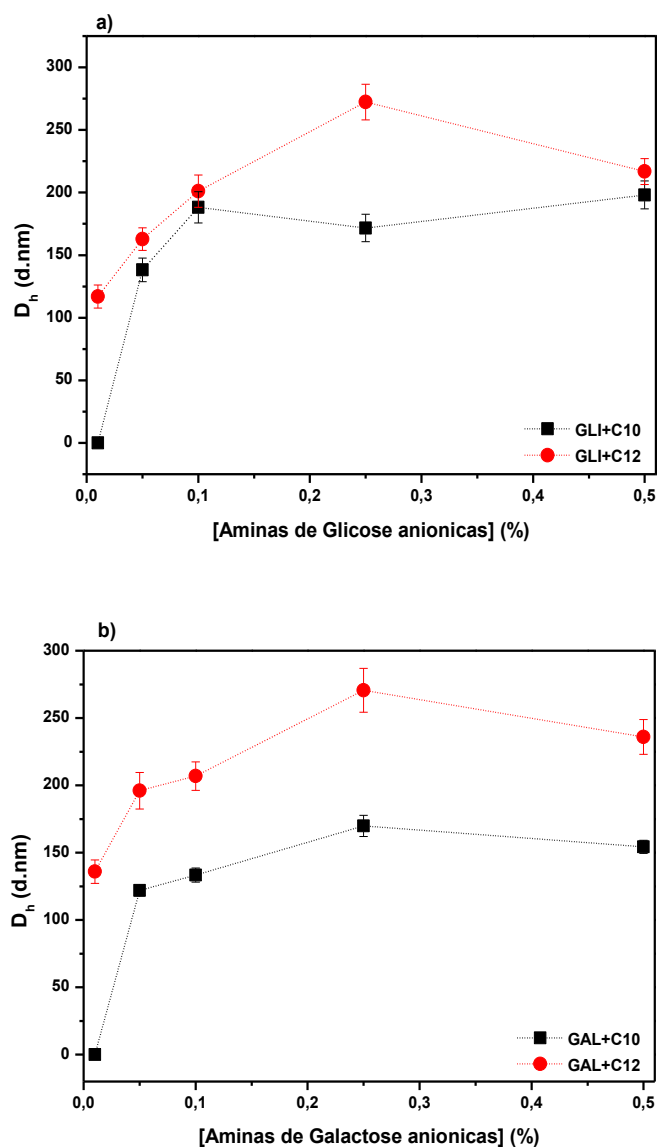 a)
300
250
200
150
100
50
0
D_h (d.nm)
0,0 0,1 0,2 0,3 0,4 0,5
GLI+C10
GLI+C12
[Aminas de Glicose anionicas] (%)
b)
300
250
200
150
100
50
0
D_h (d.nm)
0,0 0,1 0,2 0,3 0,4 0,5
GAL+C10
GAL+C12
[Aminas de Galactose anionicas] (%)